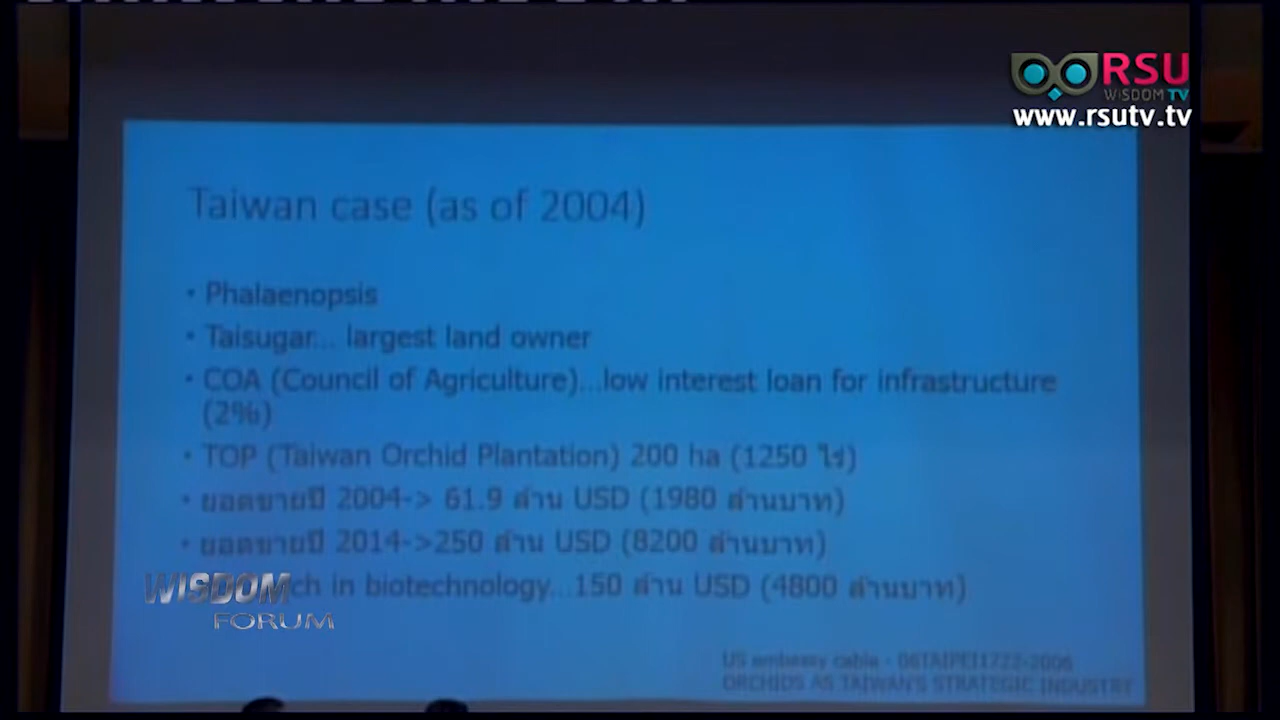 RSU
WISDOM TV
www.rsutv.tv
Taiwan case (as of 2004)
• Phalaenopsis
• Taisugar... largest land owner
• COA (Council of Agriculture)...low interest loan for infrastructure
(2%)
• TOP (Taiwan Orchid Plantation) 200 ha (1250 ไร่)
• ยอดขายปี 2004-> 61.9 ล้าน USD (1980 ล้านบาท)
• ยอดขายปี 2014->250 ล้าน USD (8200 ล้านบาท)
ch in biotechnology...150 ล้าน USD (4800 ล้านบาท)
WISDOM
FORUM
US embassy cable - 06TAIPEI1722-2006
ORCHIDS AS TAIWAN'S STRATEGIC INDUSTRY